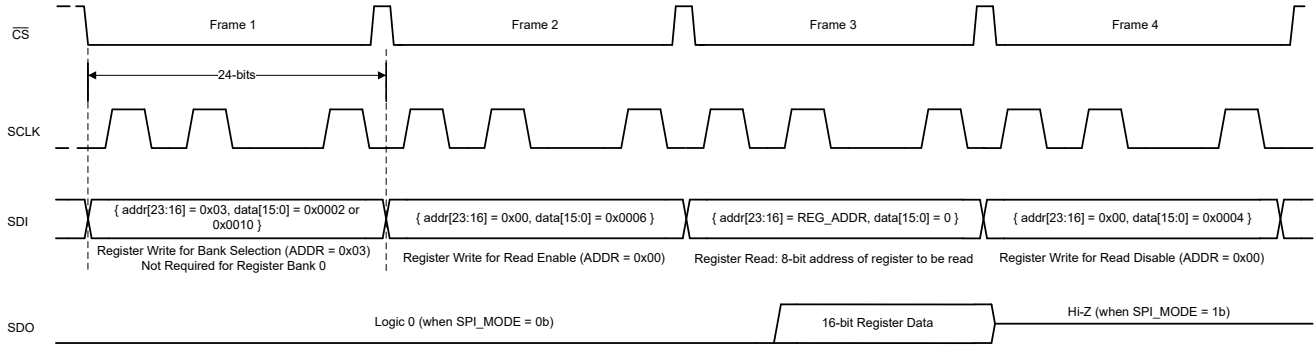 CS
Frame 1
Frame 2
Frame 3
Frame 4
24-bits
SCLK
SDI
{ addr[23:16] = 0x03, data[15:0] = 0x0002 or
0x0010 }
{ addr[23:16] = 0x00, data[15:0] = 0x0006 }
{ addr[23:16] = REG_ADDR, data[15:0] = 0 }
{ addr[23:16] = 0x00, data[15:0] = 0x0004 }
Register Write for Bank Selection (ADDR = 0x03)
Not Required for Register Bank 0
Register Write for Read Enable (ADDR = 0x00)
Register Read: 8-bit address of register to be read
Register Write for Read Disable (ADDR = 0x00)
SDO
Logic 0 (when SPI_MODE = 0b)
16-bit Register Data
Hi-Z (when SPI_MODE = 1b)